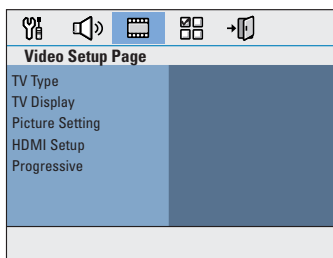 Video Setup Page
TV Type
TV Display
Picture Setting
HDMI Setup
Progressive